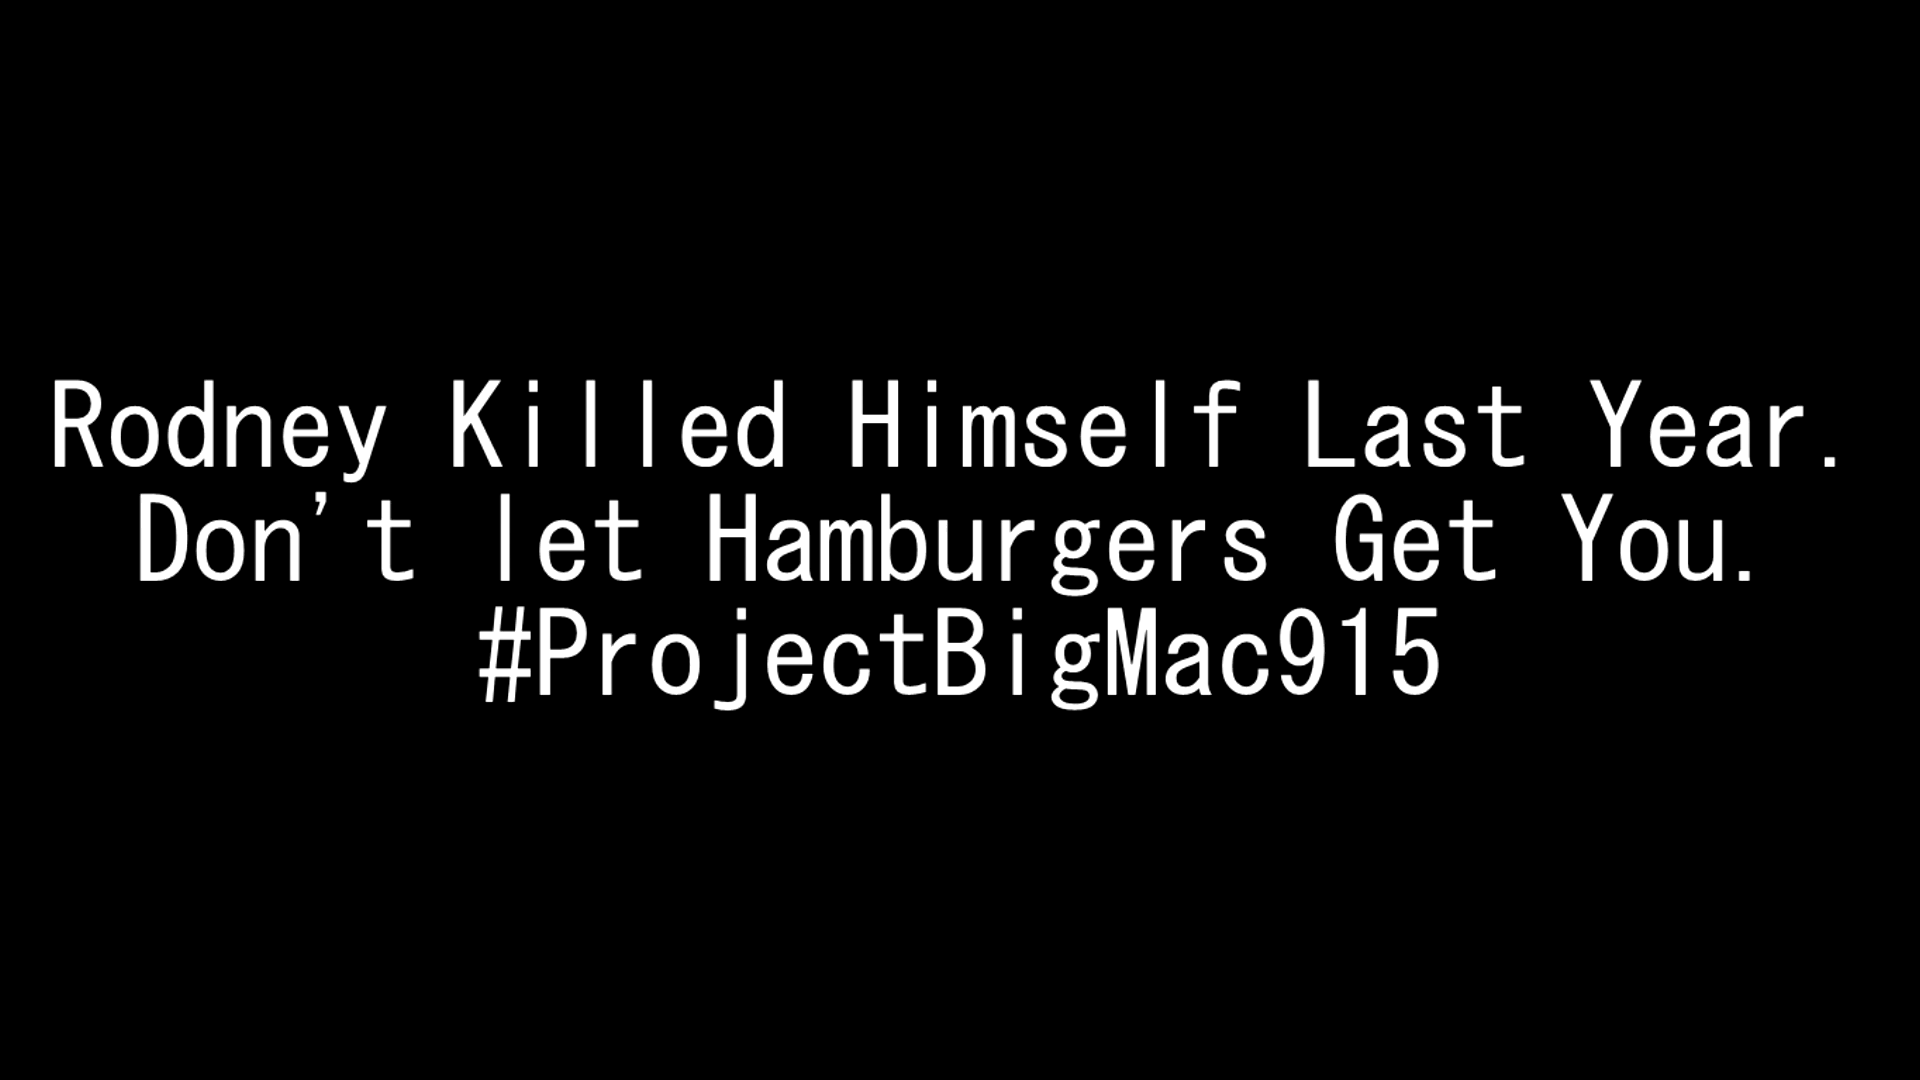 Rodney Killed Himself Last Year.
Don't let Hamburgers Get You.
#ProjectBigMac915